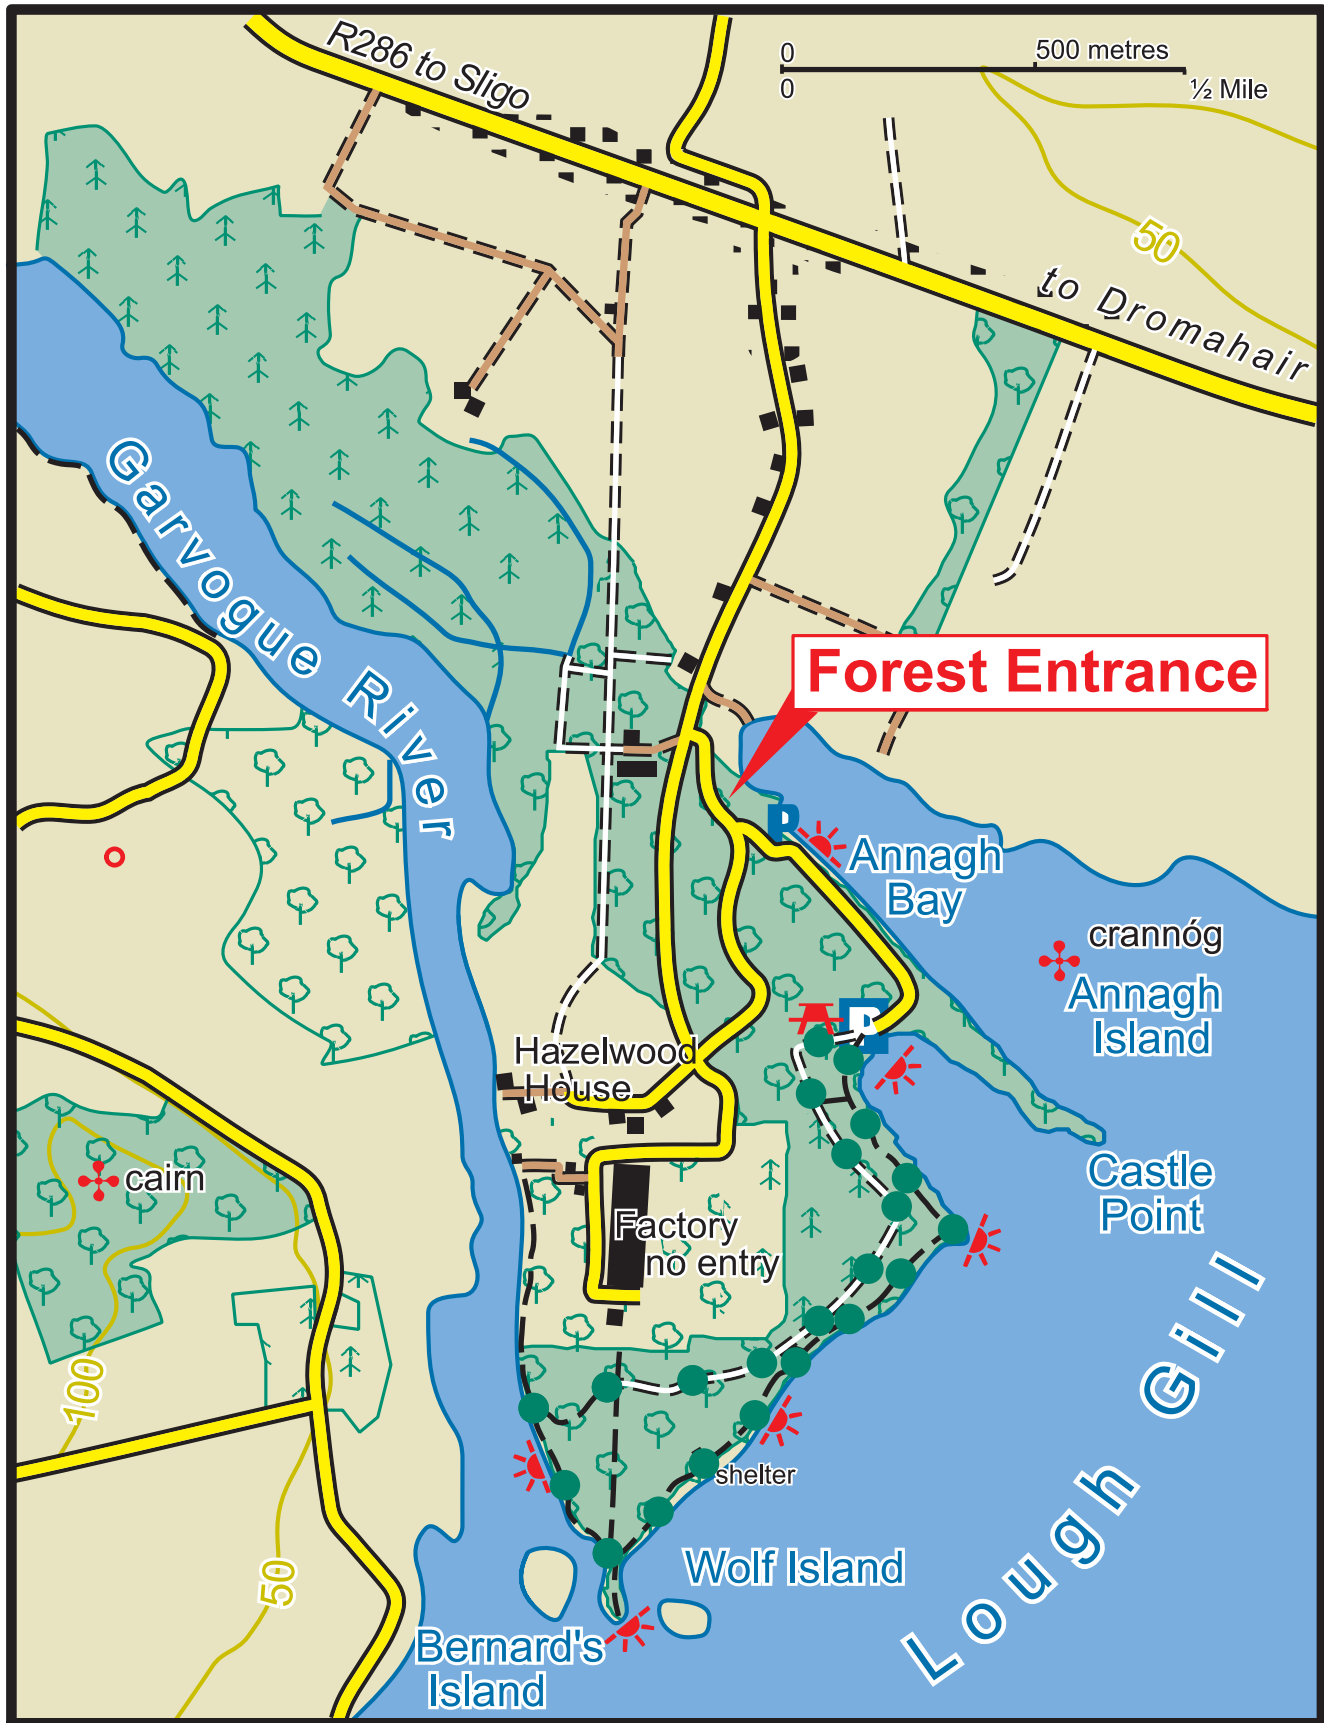 R286 to Sligo
0
500 metres
0
½ Mile
50
to Dromahair
Garvogue River
Forest Entrance
P
Annagh
Bay
crannóg
Annagh
Island
P
Hazelwood
House
Castle
Point
cairn
Factory
no entry
100
Lough Gill
shelter
50
Wolf Island
Bernard's
Island